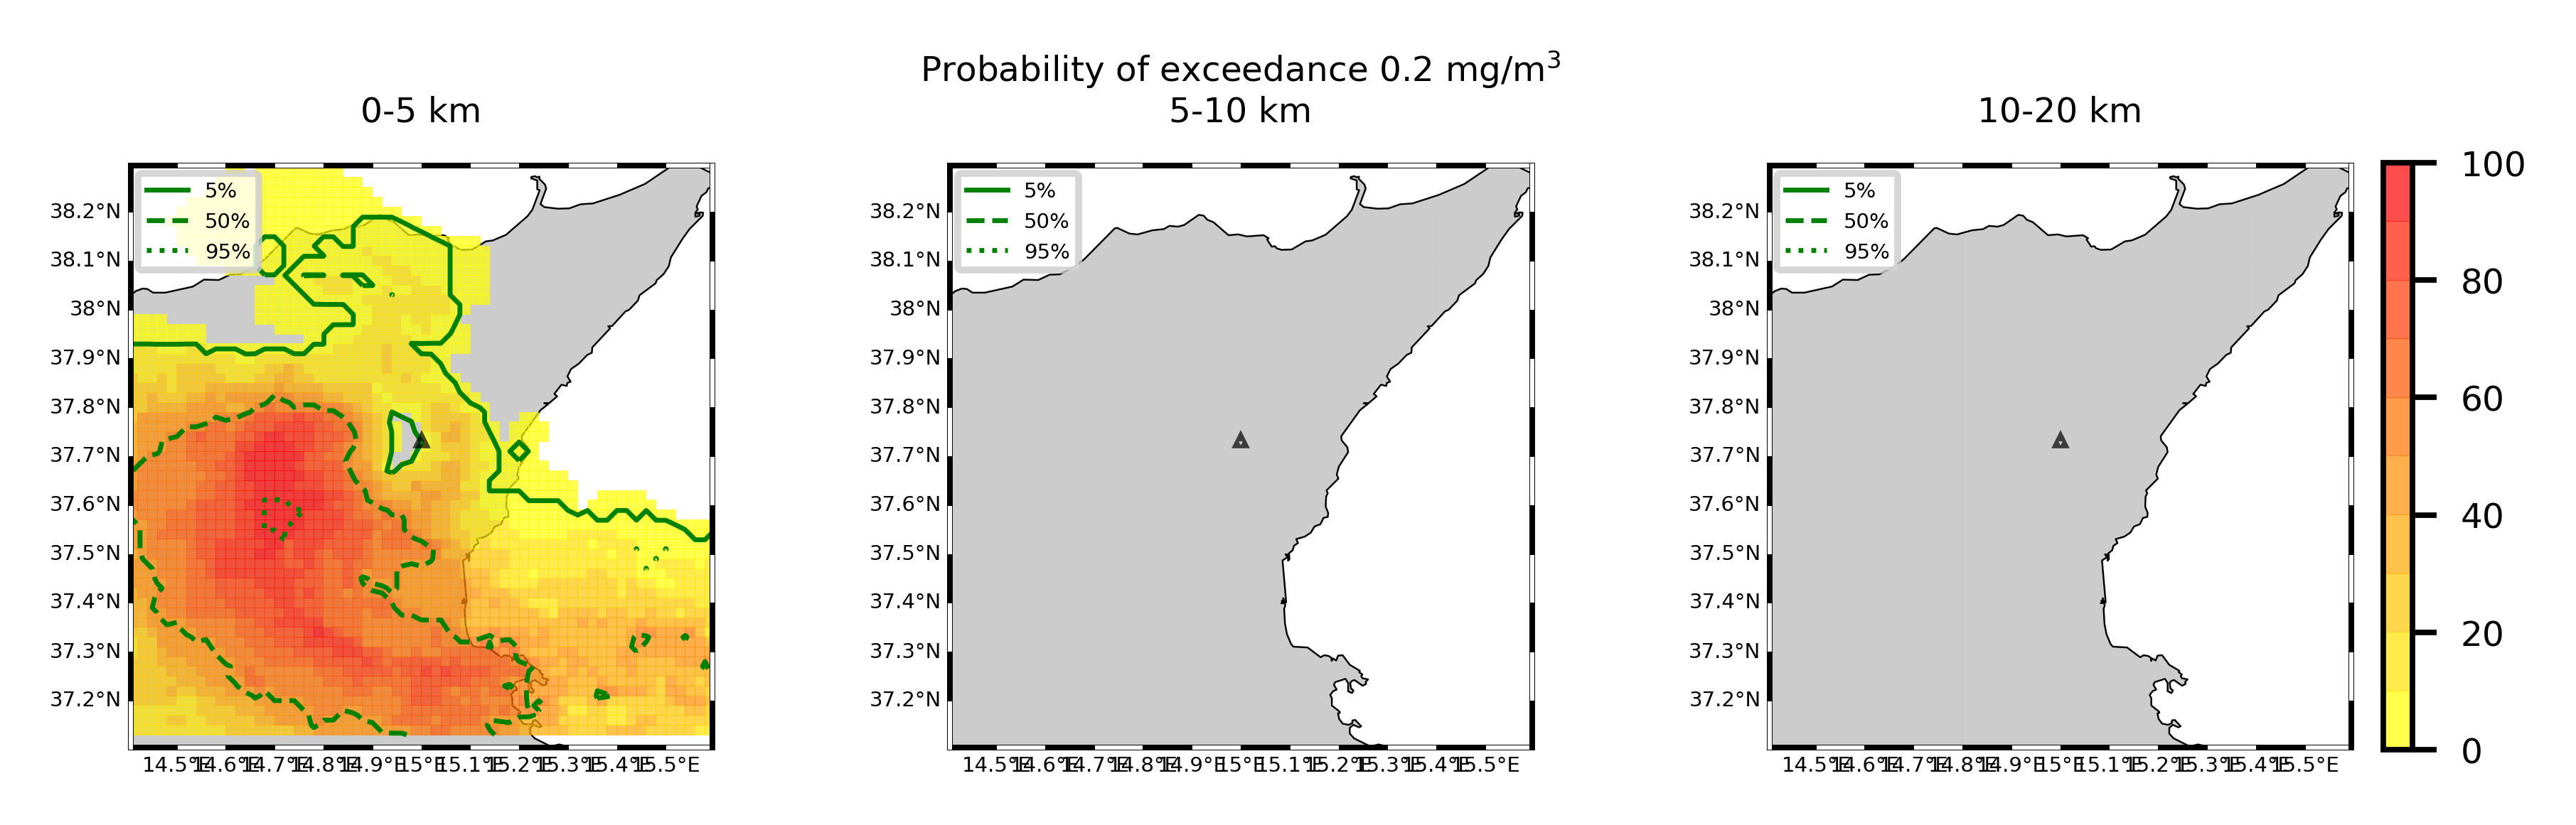 Probability of exceedance 0.2 mg/m³
0-5 km
5-10 km
10-20 km
5%
50%
95%
38.2°N
38.1°N
38°N
37.9°N
37.8°N
37.7°N
37.6°N
37.5°N
37.4°N
37.3°N
37.2°N
14.5°E 14.6°E 14.7°E 14.8°E 14.9°E 15°E 15.1°E 15.2°E 15.3°E 15.4°E 15.5°E
5%
50%
95%
38.2°N
38.1°N
38°N
37.9°N
37.8°N
37.7°N
37.6°N
37.5°N
37.4°N
37.3°N
37.2°N
14.5°E 14.6°E 14.7°E 14.8°E 14.9°E 15°E 15.1°E 15.2°E 15.3°E 15.4°E 15.5°E
5%
50%
95%
38.2°N
38.1°N
38°N
37.9°N
37.8°N
37.7°N
37.6°N
37.5°N
37.4°N
37.3°N
37.2°N
14.5°E 14.6°E 14.7°E 14.8°E 14.9°E 15°E 15.1°E 15.2°E 15.3°E 15.4°E 15.5°E
100
80
60
40
20
0